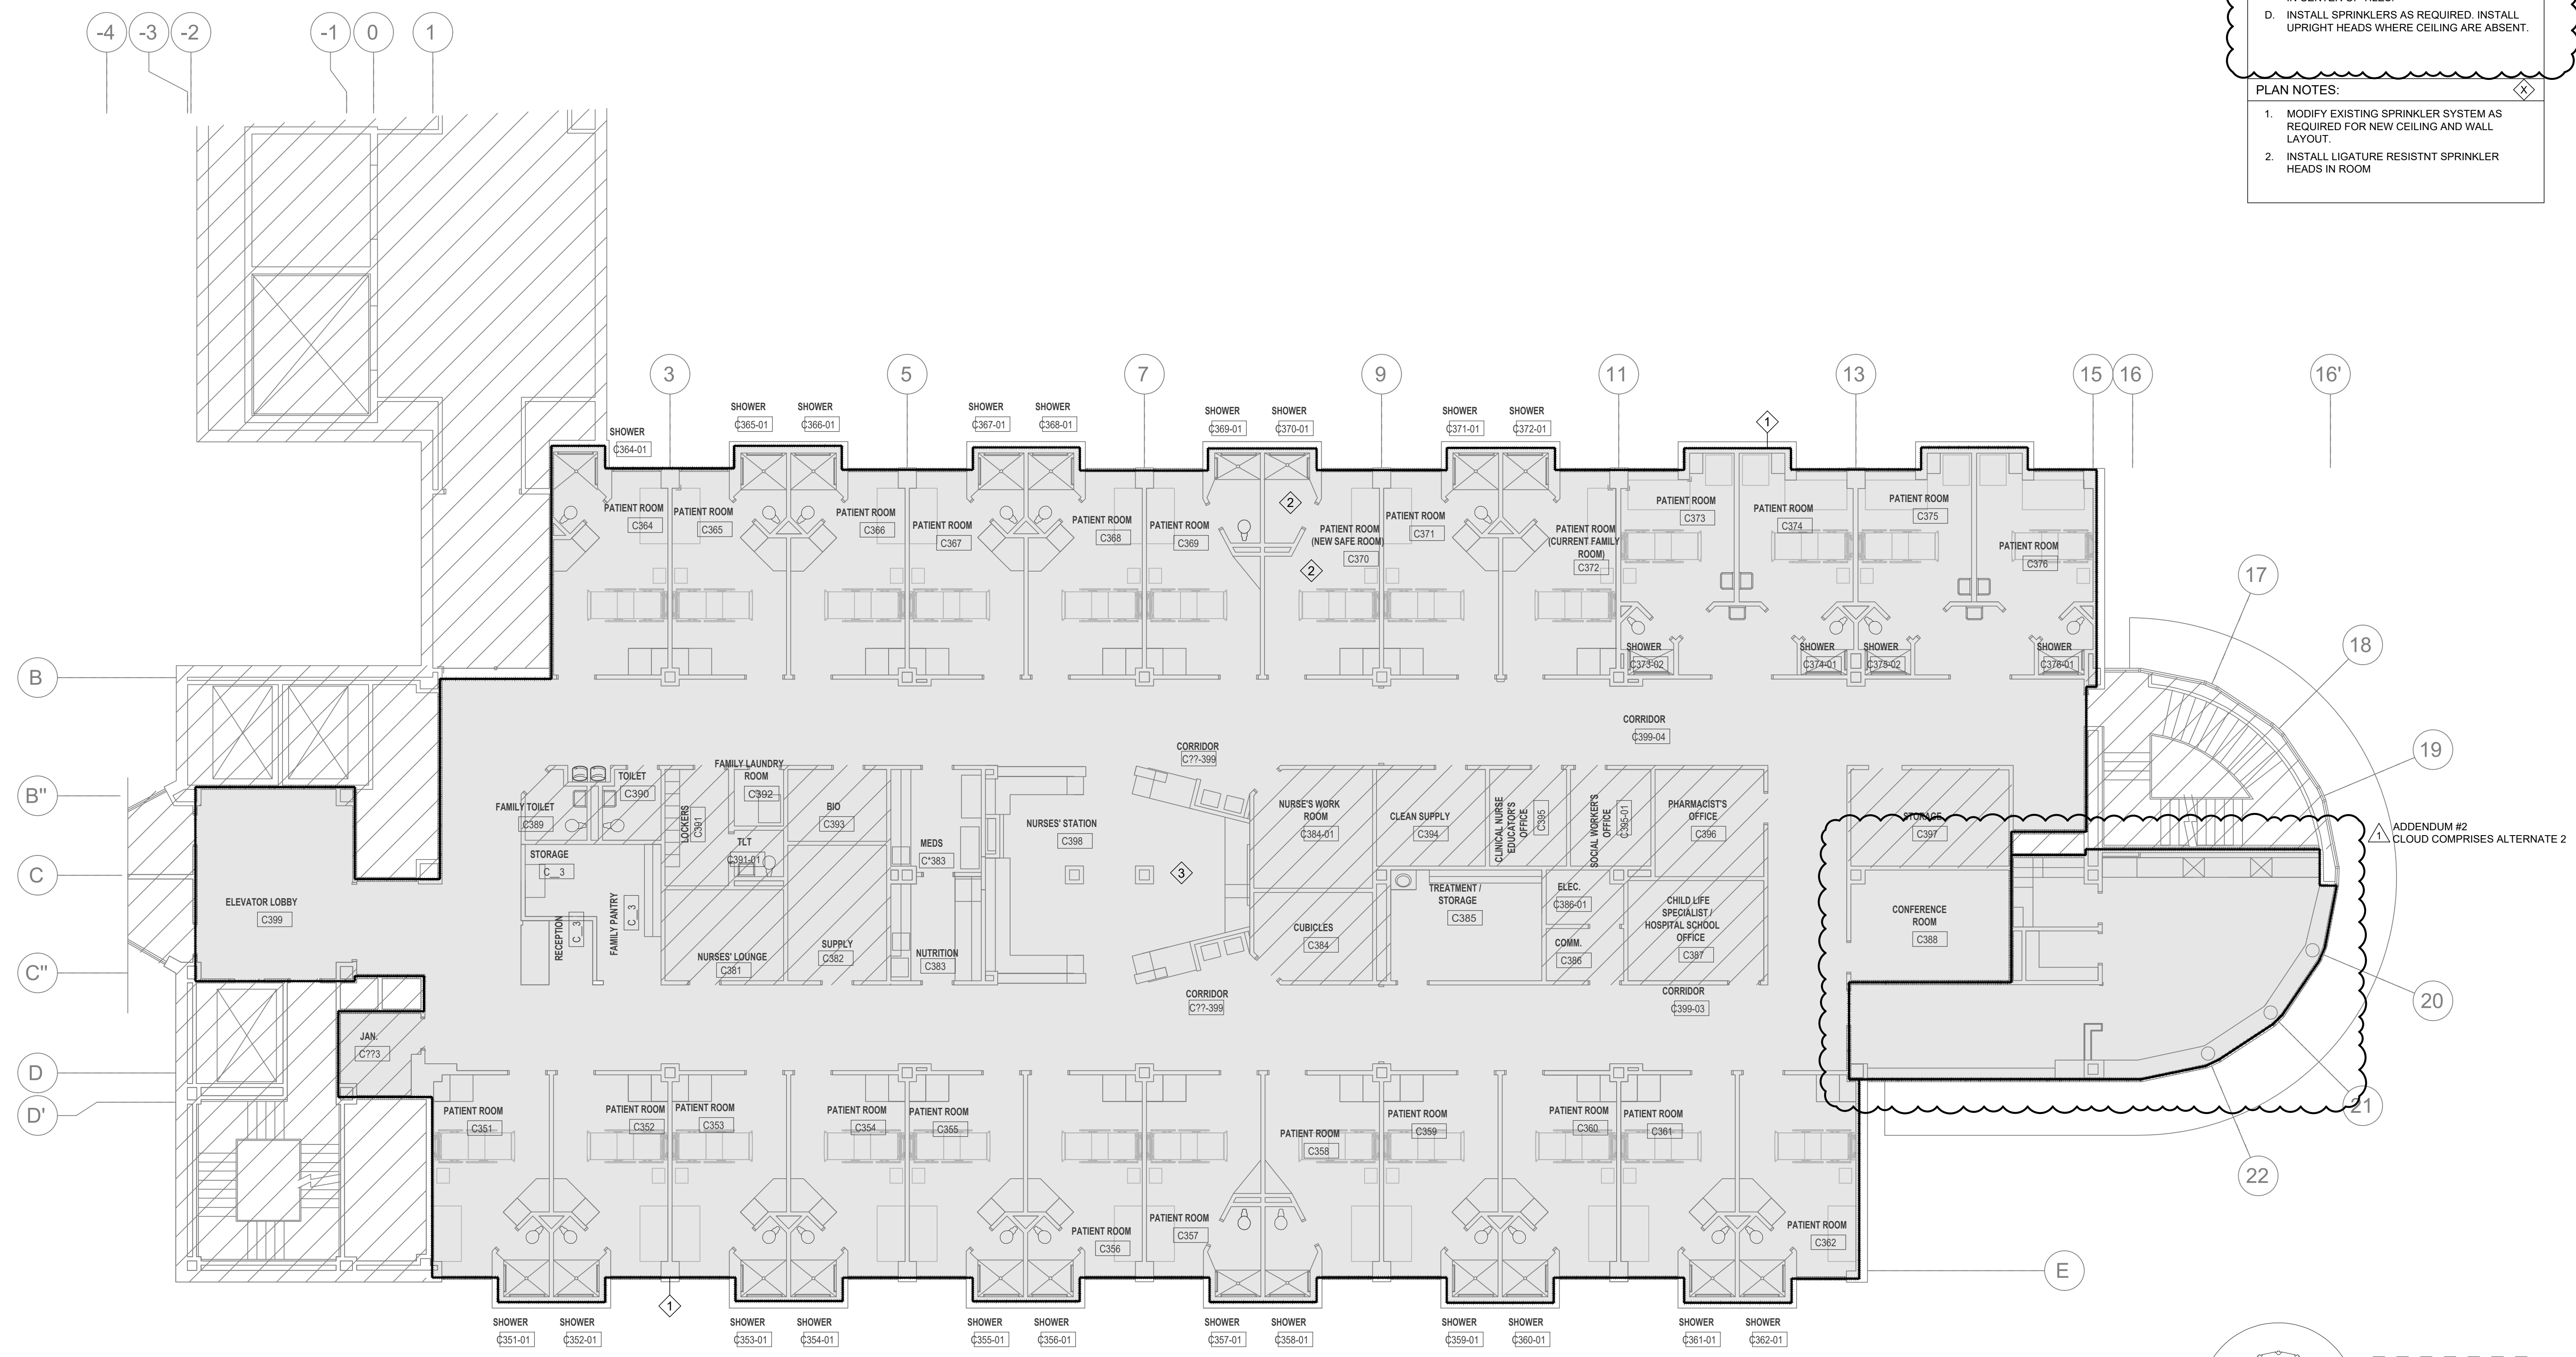 D. INSTALL SPRINKLERS AS REQUIRED. INSTALL
UPRIGHT HEADS WHERE CEILING ARE ABSENT.
PLAN NOTES:
X
1. MODIFY EXISTING SPRINKLER SYSTEM AS
REQUIRED FOR NEW CEILING AND WALL
LAYOUT.
2. INSTALL LIGATURE RESISTNT SPRINKLER
HEADS IN ROOM
-4 -3 -2 -1 0 1
3 5 7 9 11 13 15 16 16'
SHOWER
C364-01
SHOWER
C365-01
SHOWER
C366-01
SHOWER
C367-01
SHOWER
C368-01
SHOWER
C369-01
SHOWER
C370-01
SHOWER
C371-01
SHOWER
C372-01
1
PATIENT ROOM
C364
PATIENT ROOM
C365
PATIENT ROOM
C366
PATIENT ROOM
C367
PATIENT ROOM
C368
PATIENT ROOM
C369
2
2
PATIENT ROOM
(NEW SAFE ROOM)
C370
PATIENT ROOM
C371
PATIENT ROOM
(CURRENT FAMILY
ROOM)
C372
PATIENT ROOM
C373
PATIENT ROOM
C374
PATIENT ROOM
C375
PATIENT ROOM
C376
SHOWER
C373-02
SHOWER
C374-01
SHOWER
C375-02
SHOWER
C376-01
17
18
19
20
21
22
B
B"
C
C"
D
D'
E
CORRIDOR
C399-04
CORRIDOR
C??-399
FAMILY TOILET
C389
TOILET
C390
LOCKERS
C391
FAMILY LAUNDRY
ROOM
C392
TLT
C391-01
BIO
C393
STORAGE
C__3
RECEPTION
C__3
FAMILY PANTRY
C__3
NURSES' LOUNGE
C381
SUPPLY
C382
MEDS
C*383
NUTRITION
C383
NURSES' STATION
C398
3
NURSE'S WORK
ROOM
C384-01
CUBICLES
C384
CLEAN SUPPLY
C394
CLINICAL NURSE
EDUCATOR'S
OFFICE
C395
SOCIAL WORKER'S
OFFICE
C395-01
PHARMACIST'S
OFFICE
C396
TREATMENT /
STORAGE
C385
ELEC.
C386-01
COMM.
C386
CHILD LIFE
SPECIALIST /
HOSPITAL SCHOOL
OFFICE
C387
STORAGE
C397
CONFERENCE
ROOM
C388
1
ADDENDUM #2
CLOUD COMPRISES ALTERNATE 2
ELEVATOR LOBBY
C399
JAN.
C??3
CORRIDOR
C??-399
CORRIDOR
C399-03
PATIENT ROOM
C351
PATIENT ROOM
C352
PATIENT ROOM
C353
PATIENT ROOM
C354
PATIENT ROOM
C355
PATIENT ROOM
C356
PATIENT ROOM
C357
PATIENT ROOM
C358
PATIENT ROOM
C359
PATIENT ROOM
C360
PATIENT ROOM
C361
PATIENT ROOM
C362
1
SHOWER
C351-01
SHOWER
C352-01
SHOWER
C353-01
SHOWER
C354-01
SHOWER
C355-01
SHOWER
C356-01
SHOWER
C357-01
SHOWER
C358-01
SHOWER
C359-01
SHOWER
C360-01
SHOWER
C361-01
SHOWER
C362-01